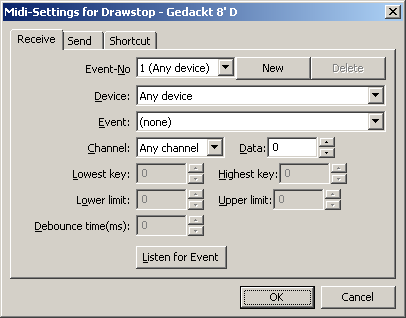 Midi-Settings for Drawstop - Gedackt 8' D
Receive Send Shortcut
Event-No 1 (Any device) New Delete
Device: Any device
Event: (none)
Channel: Any channel Data: 0
Lowest key: 0 Highest key: 0
Lower limit: 0 Upper limit: 0
Debounce time(ms): 0
Listen for Event
OK Cancel